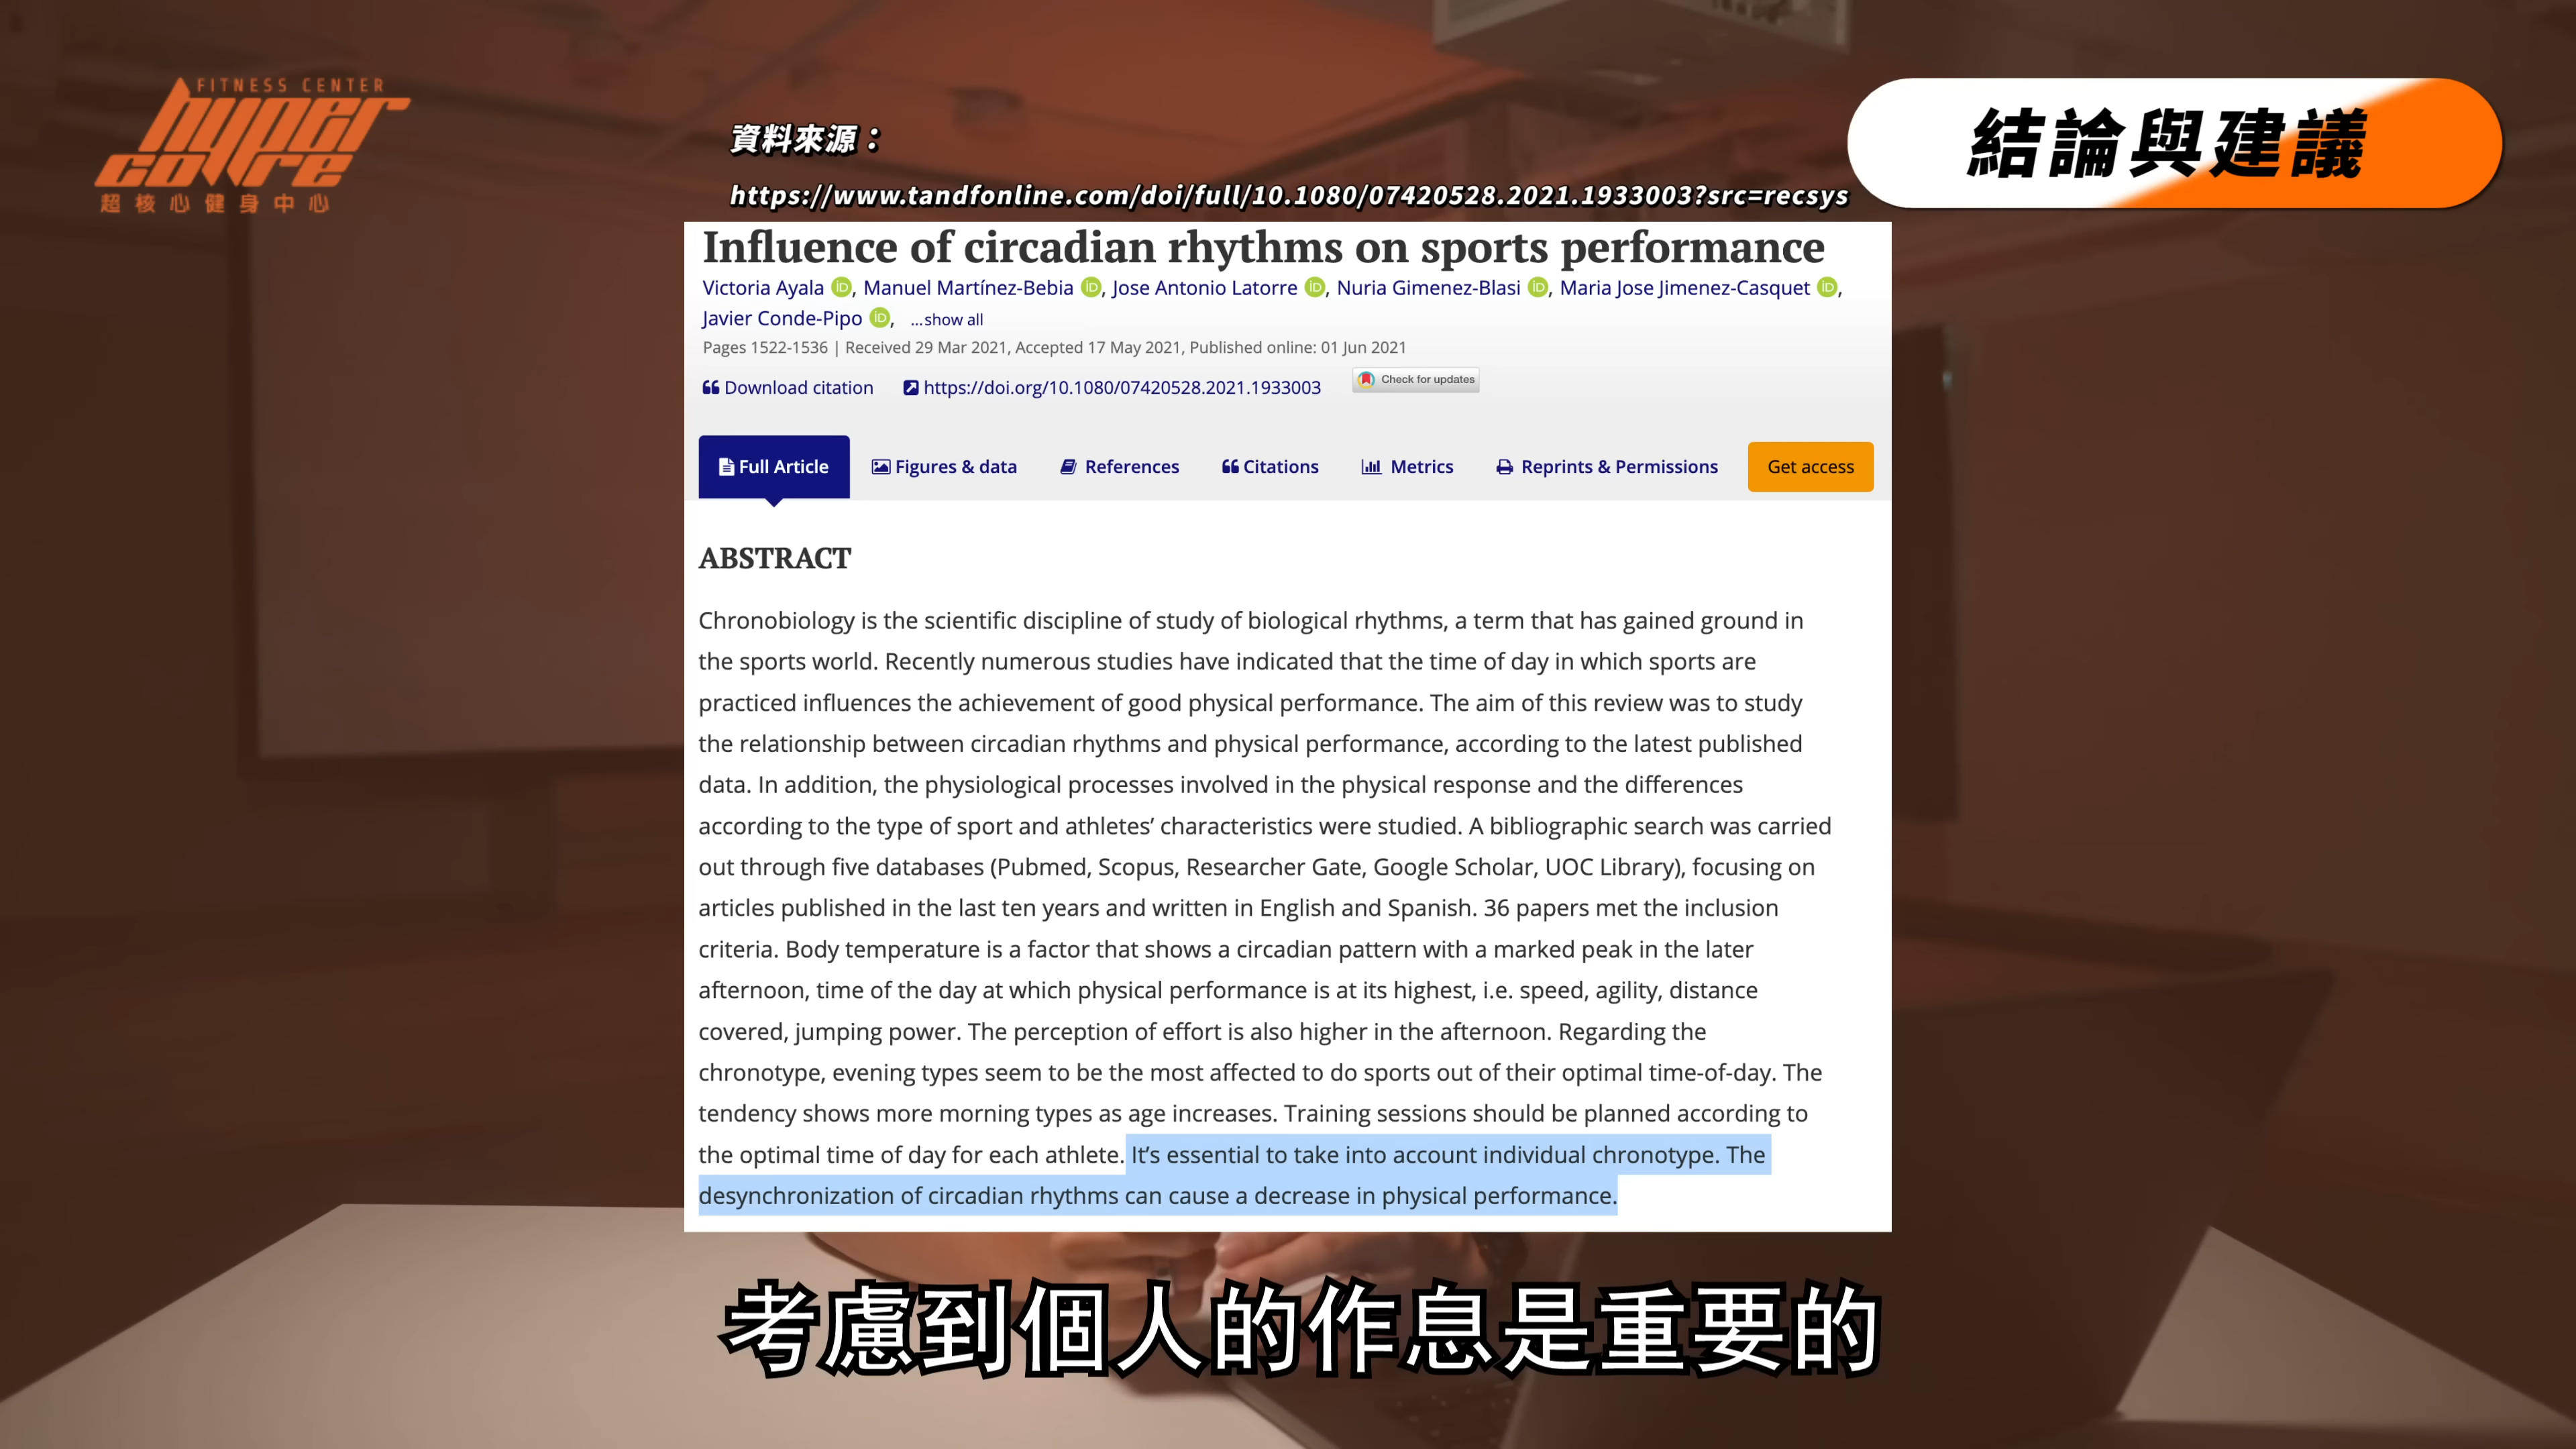 FITNESS CENTER
hyper
core
超核心健身中心
資料來源：
https://www.tandfonline.com/doi/full/10.1080/07420528.2021.1933003?src=recsys
結論與建議
Influence of circadian rhythms on sports performance
Victoria Ayala iD, Manuel Martínez-Bebia iD, Jose Antonio Latorre iD, Nuria Gimenez-Blasi iD, Maria Jose Jimenez-Casquet iD,
Javier Conde-Pipo iD, ...show all
Pages 1522-1536 | Received 29 Mar 2021, Accepted 17 May 2021, Published online: 01 Jun 2021
Download citation https://doi.org/10.1080/07420528.2021.1933003 Check for updates
Full Article Figures & data References Citations Metrics Reprints & Permissions Get access
ABSTRACT
Chronobiology is the scientific discipline of study of biological rhythms, a term that has gained ground in
the sports world. Recently numerous studies have indicated that the time of day in which sports are
practiced influences the achievement of good physical performance. The aim of this review was to study
the relationship between circadian rhythms and physical performance, according to the latest published
data. In addition, the physiological processes involved in the physical response and the differences
according to the type of sport and athletes’ characteristics were studied. A bibliographic search was carried
out through five databases (Pubmed, Scopus, Researcher Gate, Google Scholar, UOC Library), focusing on
articles published in the last ten years and written in English and Spanish. 36 papers met the inclusion
criteria. Body temperature is a factor that shows a circadian pattern with a marked peak in the later
afternoon, time of the day at which physical performance is at its highest, i.e. speed, agility, distance
covered, jumping power. The perception of effort is also higher in the afternoon. Regarding the
chronotype, evening types seem to be the most affected to do sports out of their optimal time-of-day. The
tendency shows more morning types as age increases. Training sessions should be planned according to
the optimal time of day for each athlete. It’s essential to take into account individual chronotype. The
desynchronization of circadian rhythms can cause a decrease in physical performance.
考慮到個人的作息是重要的